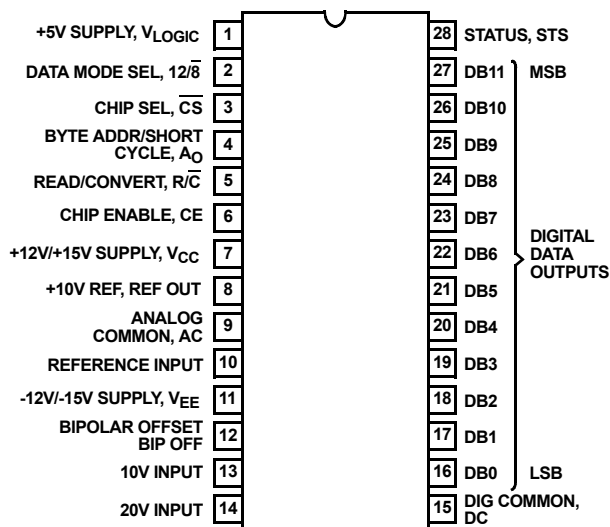 +5V SUPPLY, VLOGIC 1
DATA MODE SEL, 12/8̅ 2
CHIP SEL, C̅S̅ 3
BYTE ADDR/SHORT
CYCLE, AO 4
READ/CONVERT, R/C̅ 5
CHIP ENABLE, CE 6
+12V/+15V SUPPLY, VCC 7
+10V REF, REF OUT 8
ANALOG
COMMON, AC 9
REFERENCE INPUT 10
-12V/-15V SUPPLY, VEE 11
BIPOLAR OFFSET
BIP OFF 12
10V INPUT 13
20V INPUT 14
28 STATUS, STS
27 DB11 MSB
26 DB10
25 DB9
24 DB8
23 DB7
22 DB6
21 DB5
20 DB4
19 DB3
18 DB2
17 DB1
16 DB0 LSB
15 DIG COMMON,
DC
DIGITAL
DATA
OUTPUTS